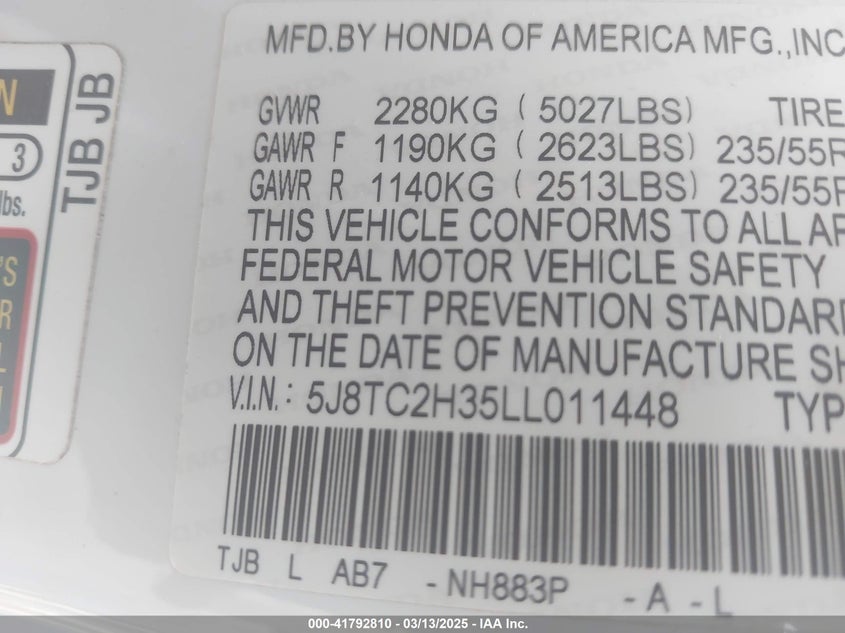 MFD.BY HONDA OF AMERICA MFG.,INC
GVWR 2280KG ( 5027LBS) TIRE
GAWR F 1190KG ( 2623LBS) 235/55R
GAWR R 1140KG ( 2513LBS) 235/55R
THIS VEHICLE CONFORMS TO ALL AP
FEDERAL MOTOR VEHICLE SAFETY
AND THEFT PREVENTION STANDARD
ON THE DATE OF MANUFACTURE SH
V.I.N.: 5J8TC2H35LL011448 TYP
TJB L AB7 -NH883P -A -L
N
3
lbs.
'S
R
L
TJB JB
000-41792810 - 03/13/2025 - IAA Inc.